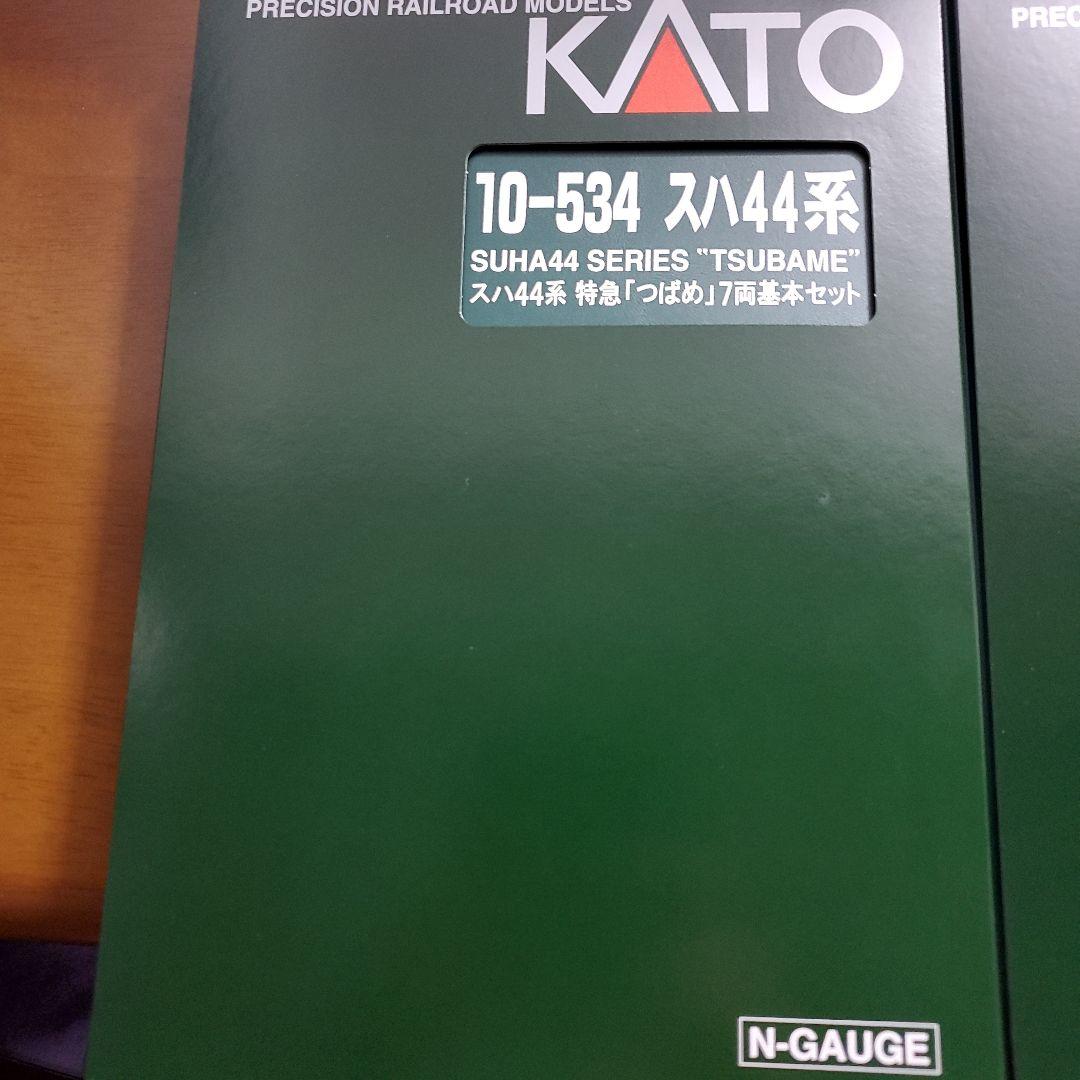 PRECISION RAILROAD MODELS
KATO
10-534 スハ44系
SUHA44 SERIES "TSUBAME"
スハ44系 特急「つばめ」7両基本セット
N-GAUGE
PREC